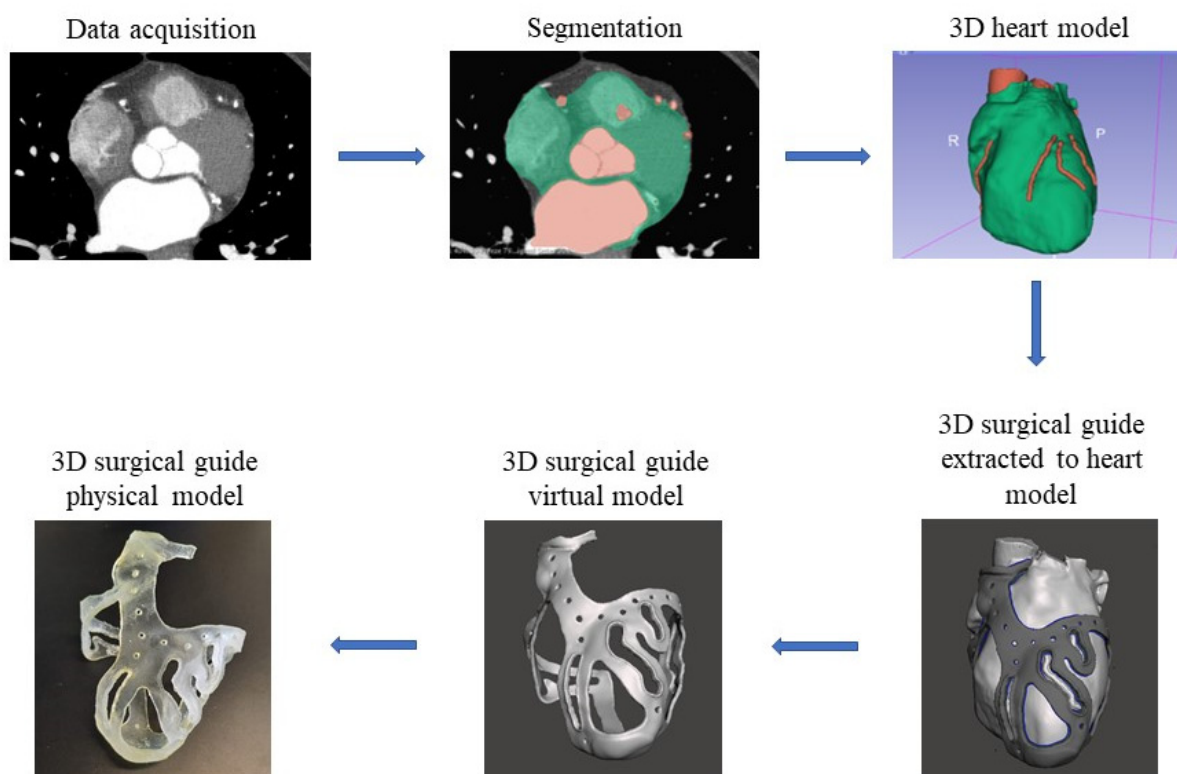 Data acquisition
Segmentation
3D heart model
R
P
3D surgical guide
extracted to heart
model
3D surgical guide
virtual model
3D surgical guide
physical model